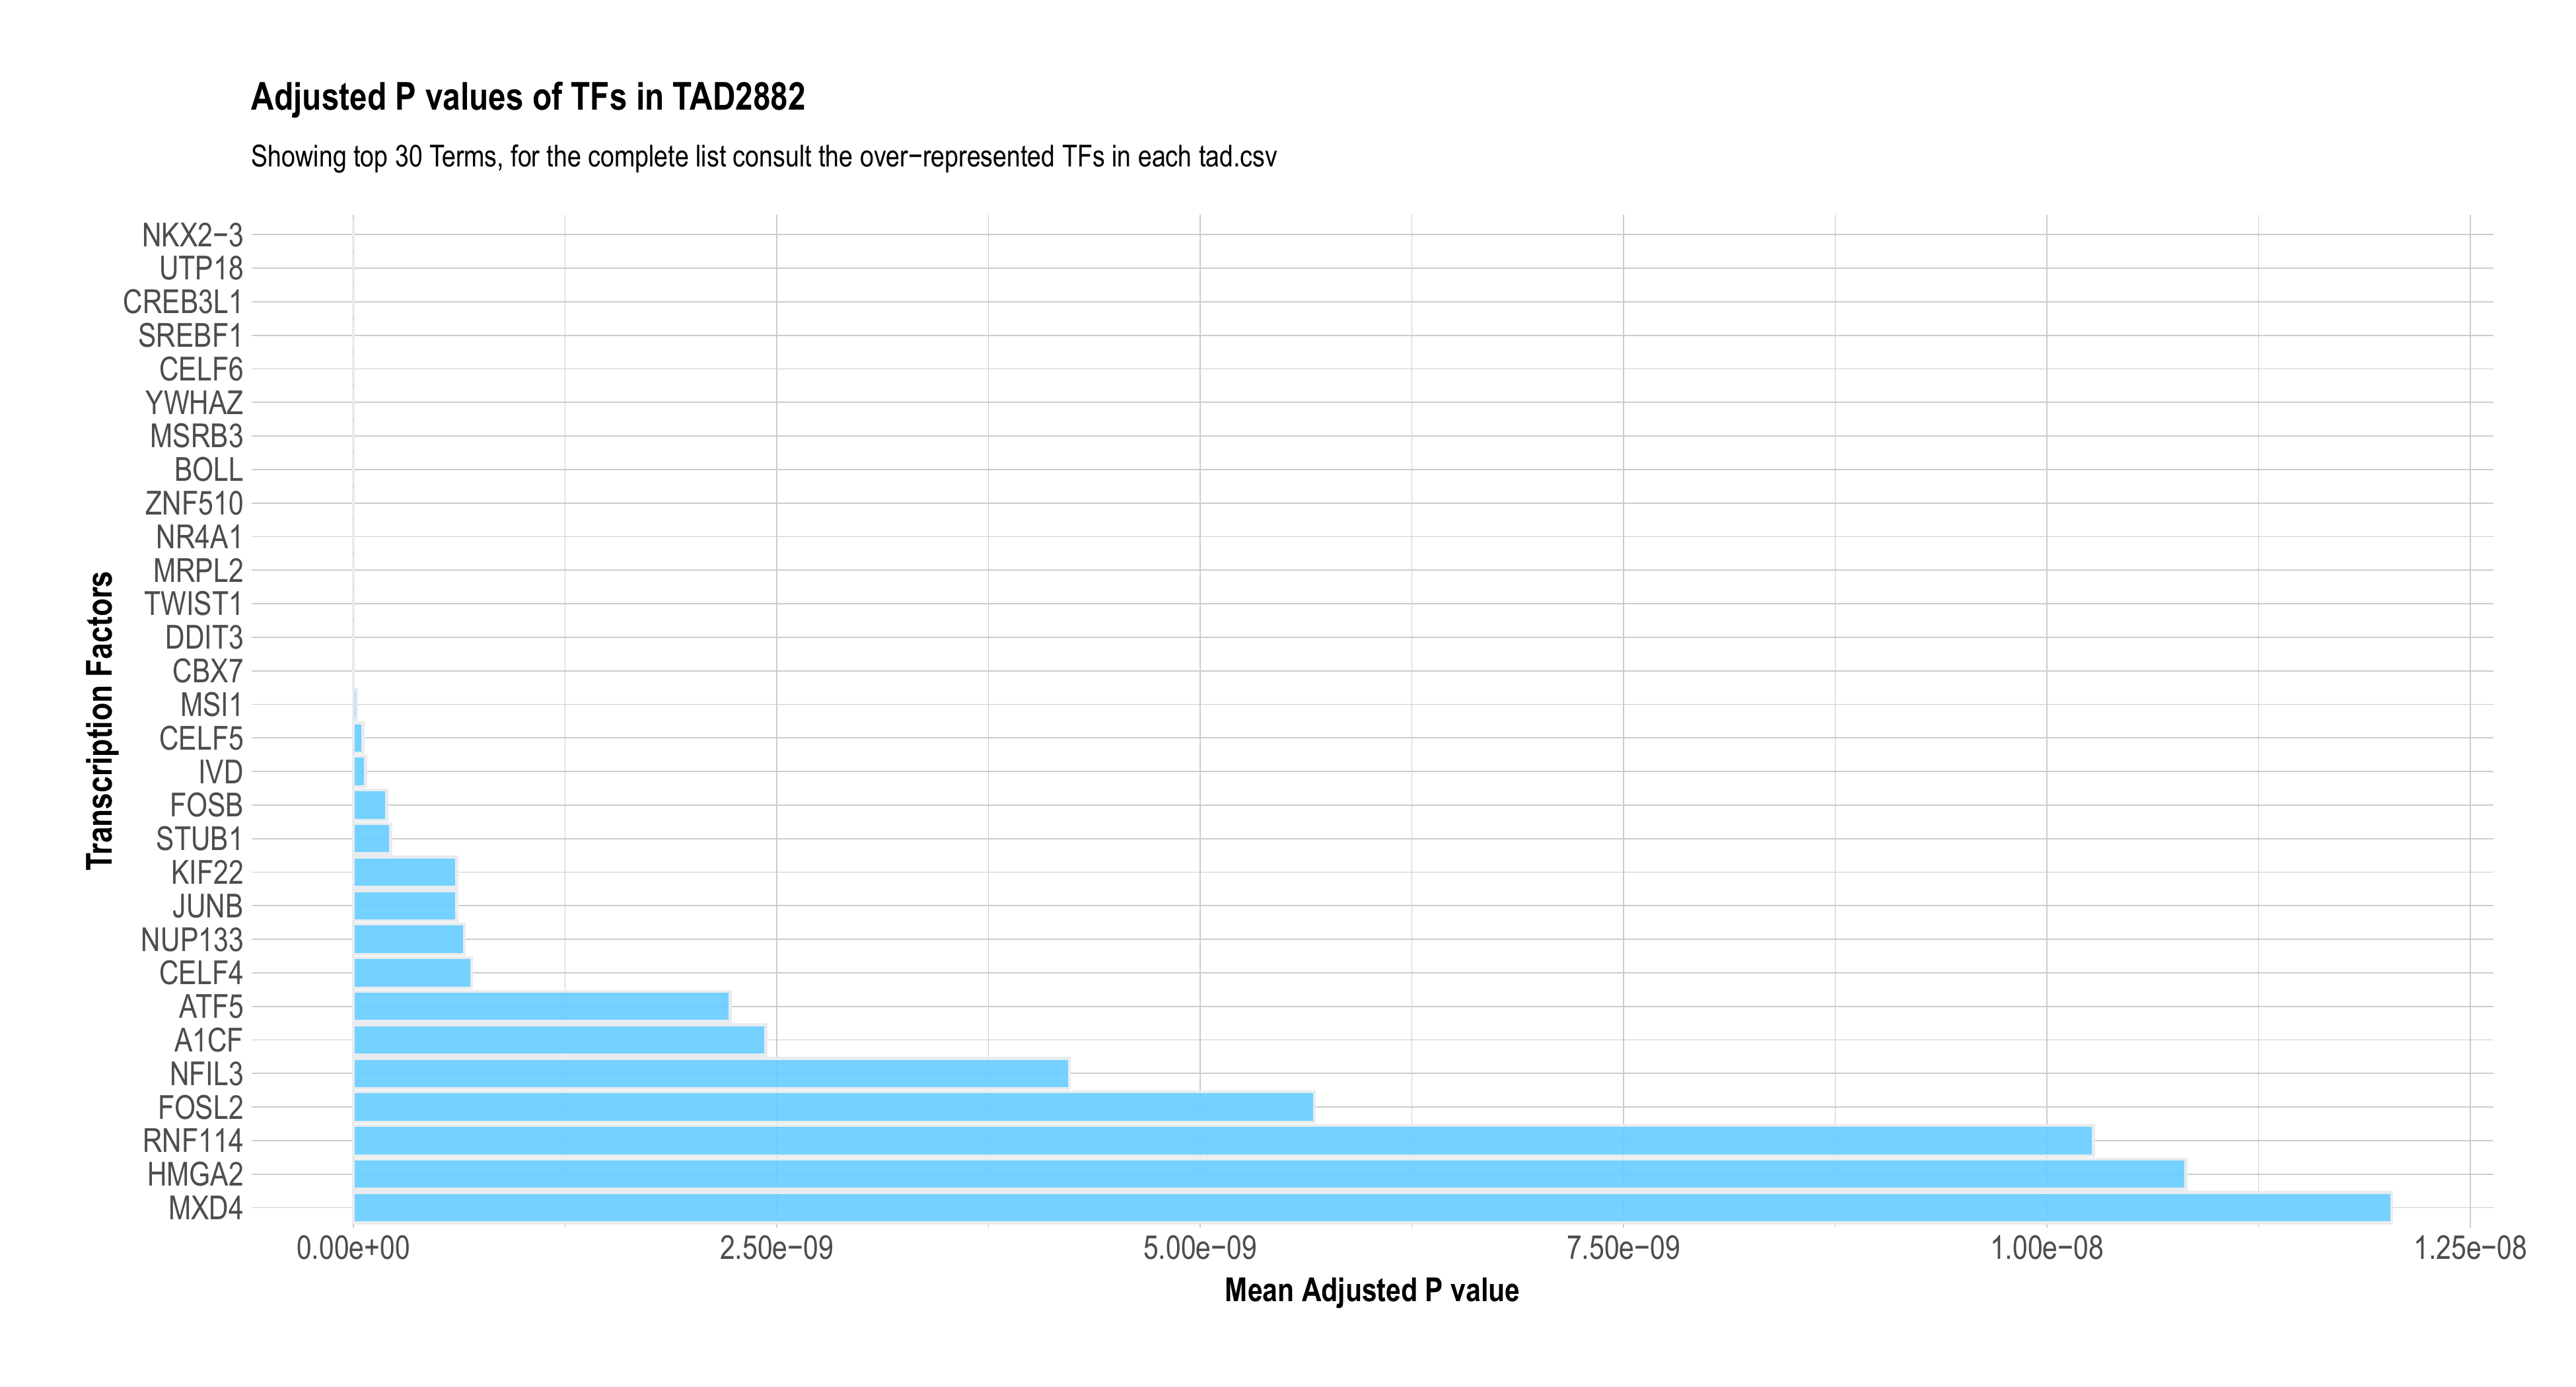 Adjusted P values of TFs in TAD2882
Showing top 30 Terms, for the complete list consult the over−represented TFs in each tad.csv
Transcription Factors
NKX2−3
UTP18
CREB3L1
SREBF1
CELF6
YWHAZ
MSRB3
BOLL
ZNF510
NR4A1
MRPL2
TWIST1
DDIT3
CBX7
MSI1
CELF5
IVD
FOSB
STUB1
KIF22
JUNB
NUP133
CELF4
ATF5
A1CF
NFIL3
FOSL2
RNF114
HMGA2
MXD4
0.00e+00 2.50e−09 5.00e−09 7.50e−09 1.00e−08 1.25e−08
Mean Adjusted P value